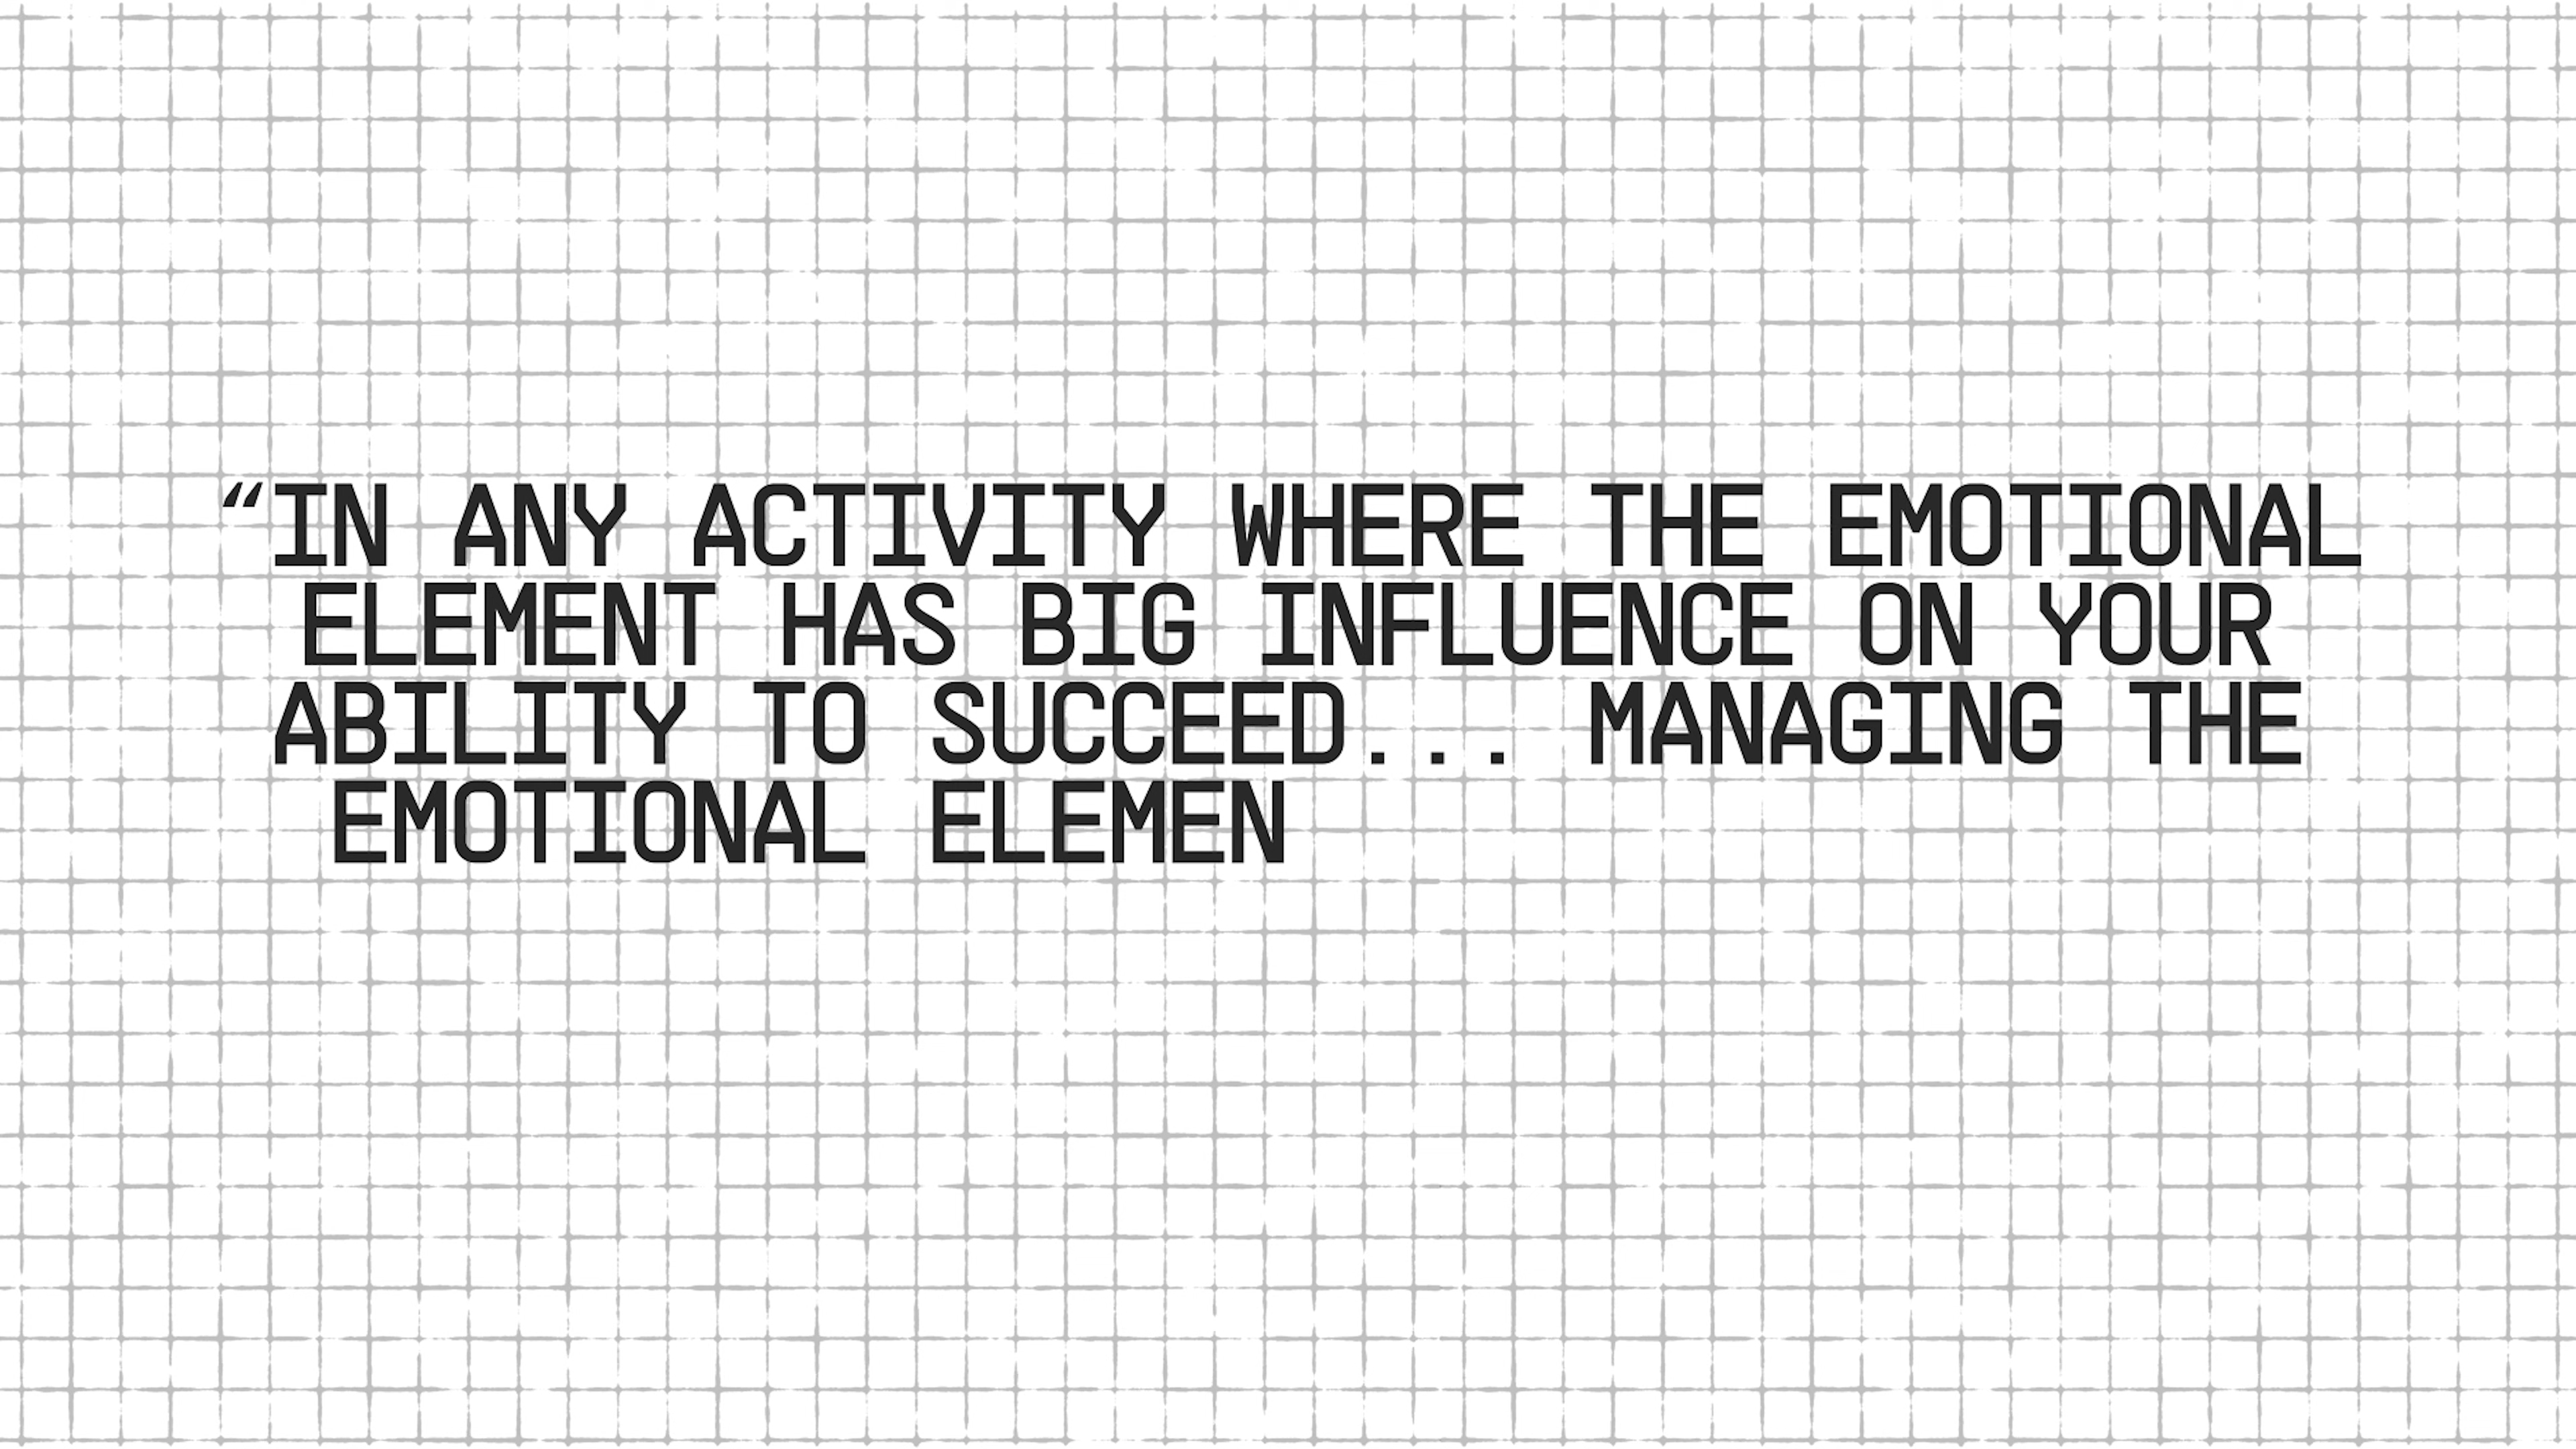 “IN ANY ACTIVITY WHERE THE EMOTIONAL
ELEMENT HAS BIG INFLUENCE ON YOUR
ABILITY TO SUCCEED... MANAGING THE
EMOTIONAL ELEMEN